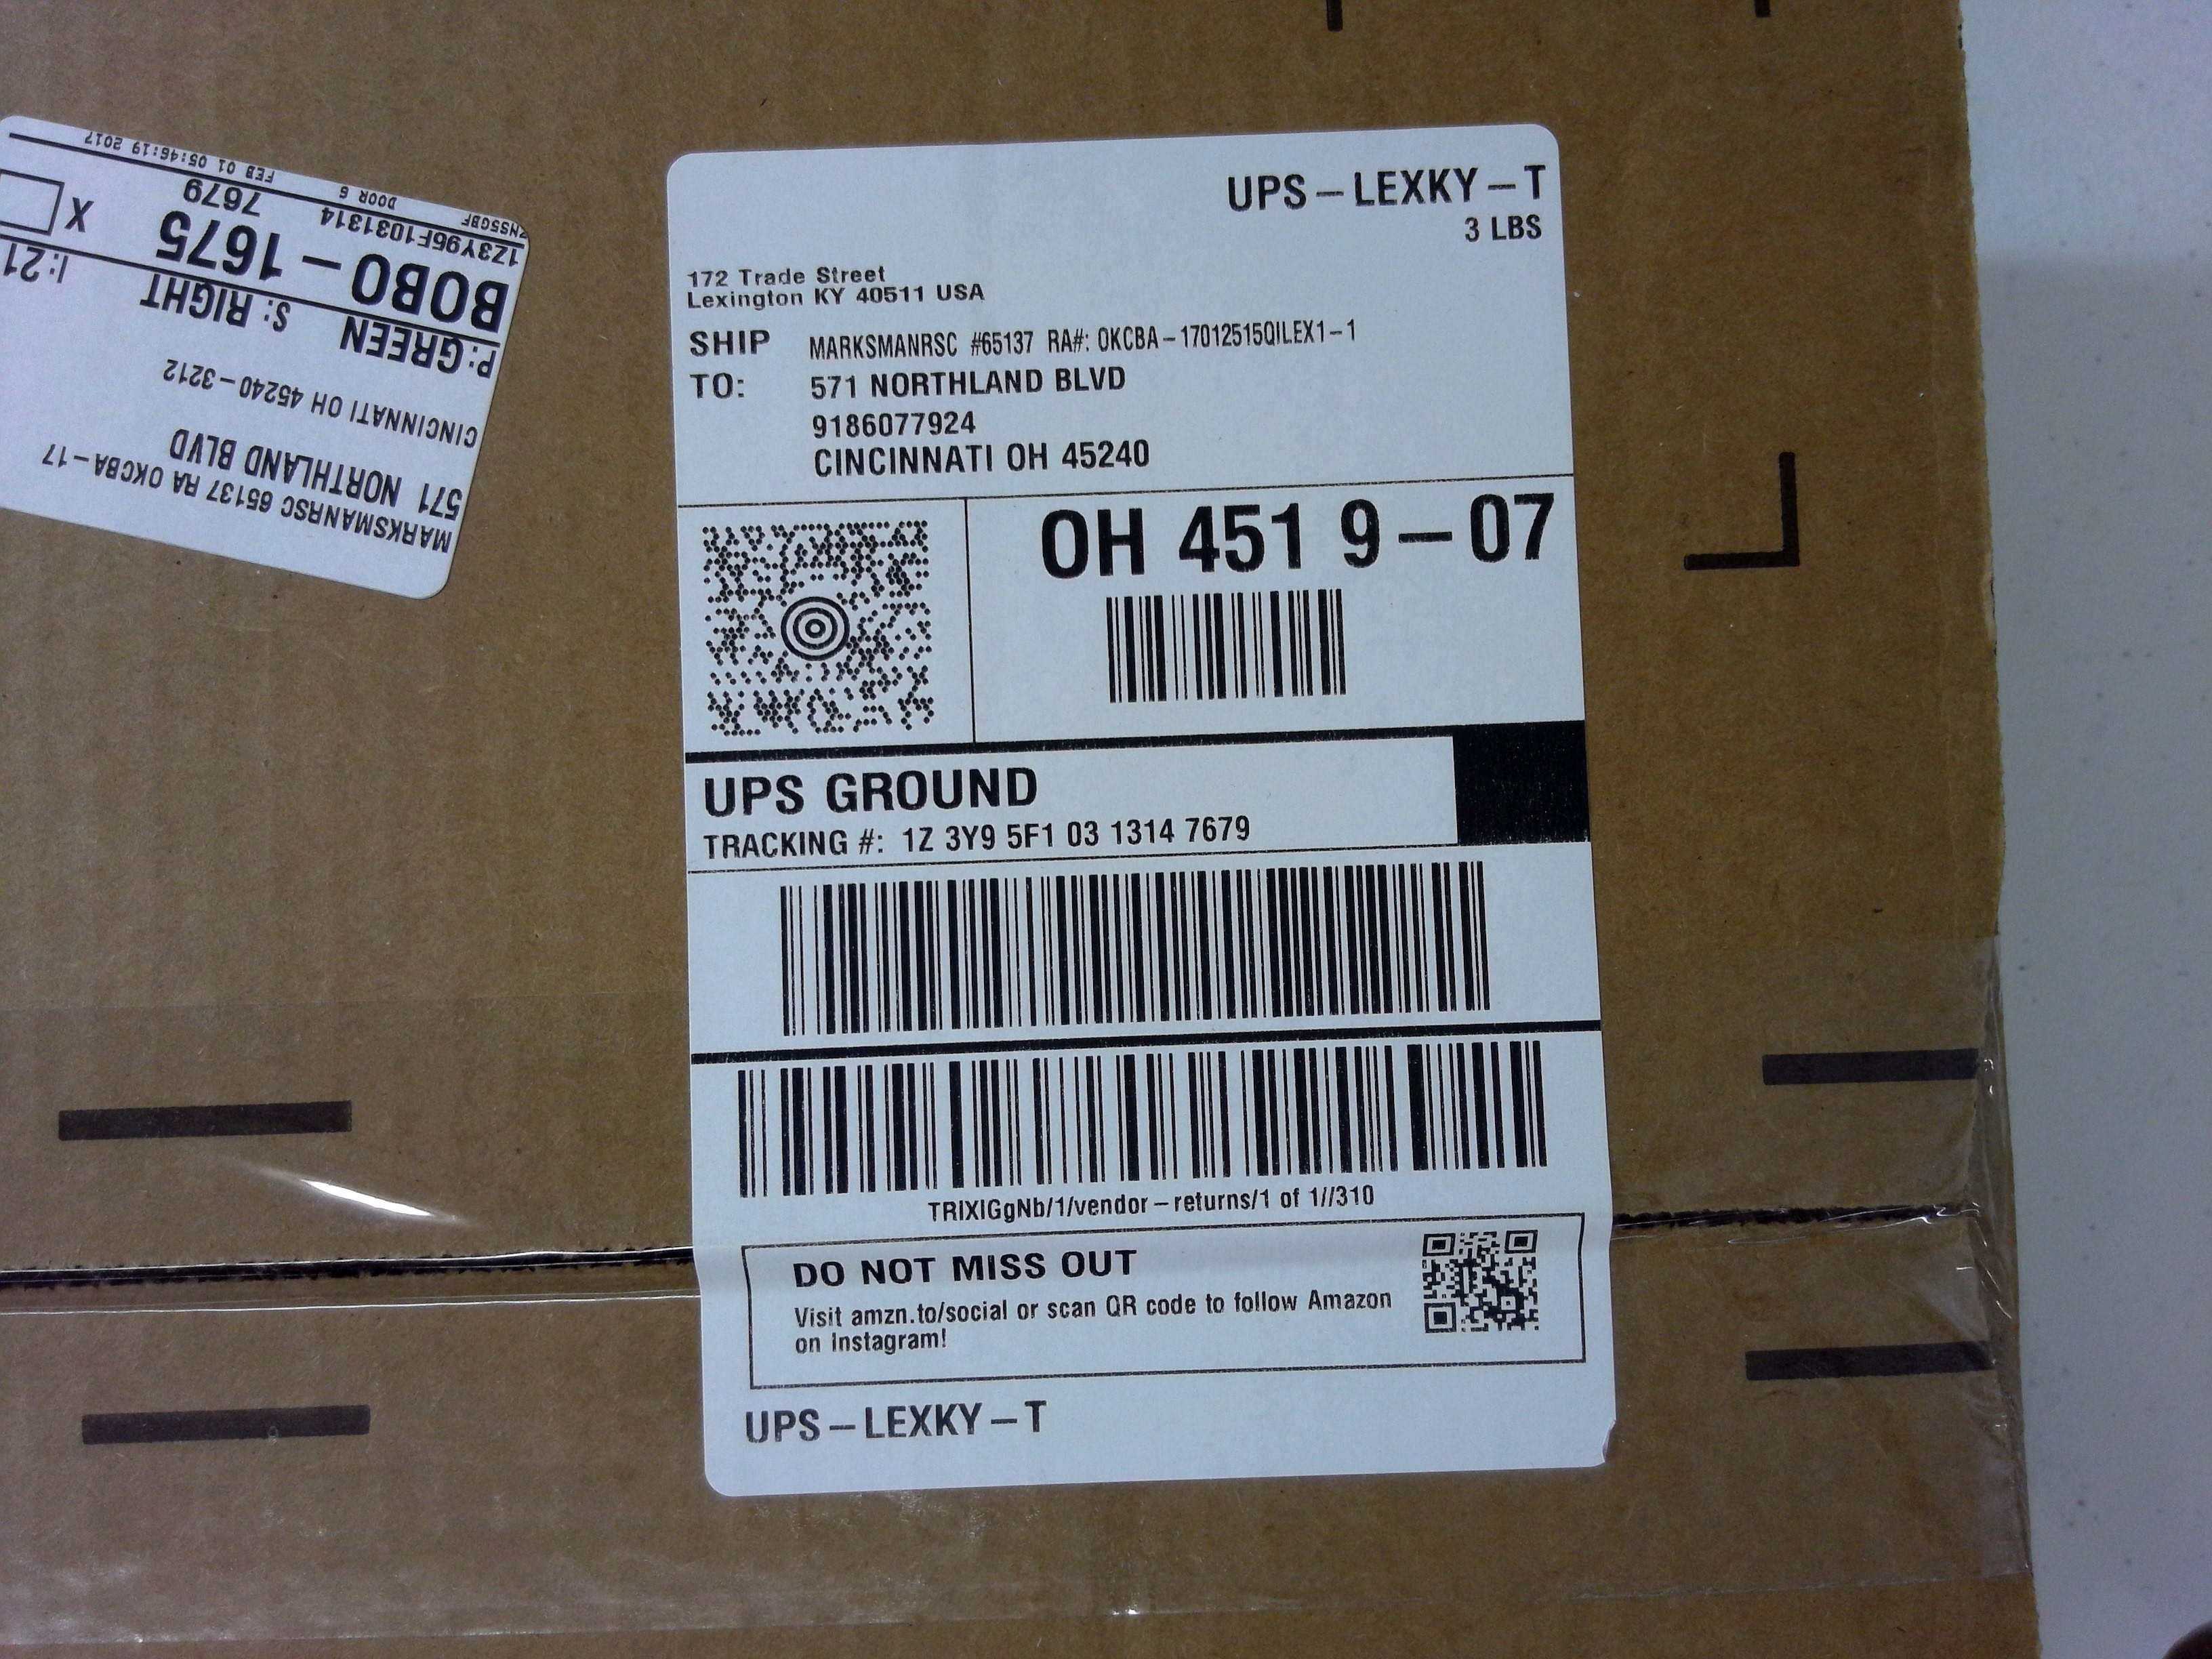 UPS – LEXKY – T
3 LBS
172 Trade Street
Lexington KY 40511 USA
SHIP MARKSMANRSC #65137 RA#: OKCBA – 17012515QILEX1 – 1
TO: 571 NORTHLAND BLVD
9186077924
CINCINNATI OH 45240
OH 451 9 – 07
UPS GROUND
TRACKING #: 1Z 3Y9 5F1 03 1314 7679
TRIXIGgNb/1/vendor – returns/1 of 1//310
DO NOT MISS OUT
Visit amzn.to/social or scan QR code to follow Amazon
on Instagram!
UPS – LEXKY – T
MARKSMANRSC 65137 RA OKCBA – 17
571 NORTHLAND BLVD
CINCINNATI OH 45240 – 3212
P: GREEN S: RIGHT I: 21
BOBO – 1675 X
1Z3Y95F1031314 7679
DOOR 6 FEB 01 05:46:19 2017